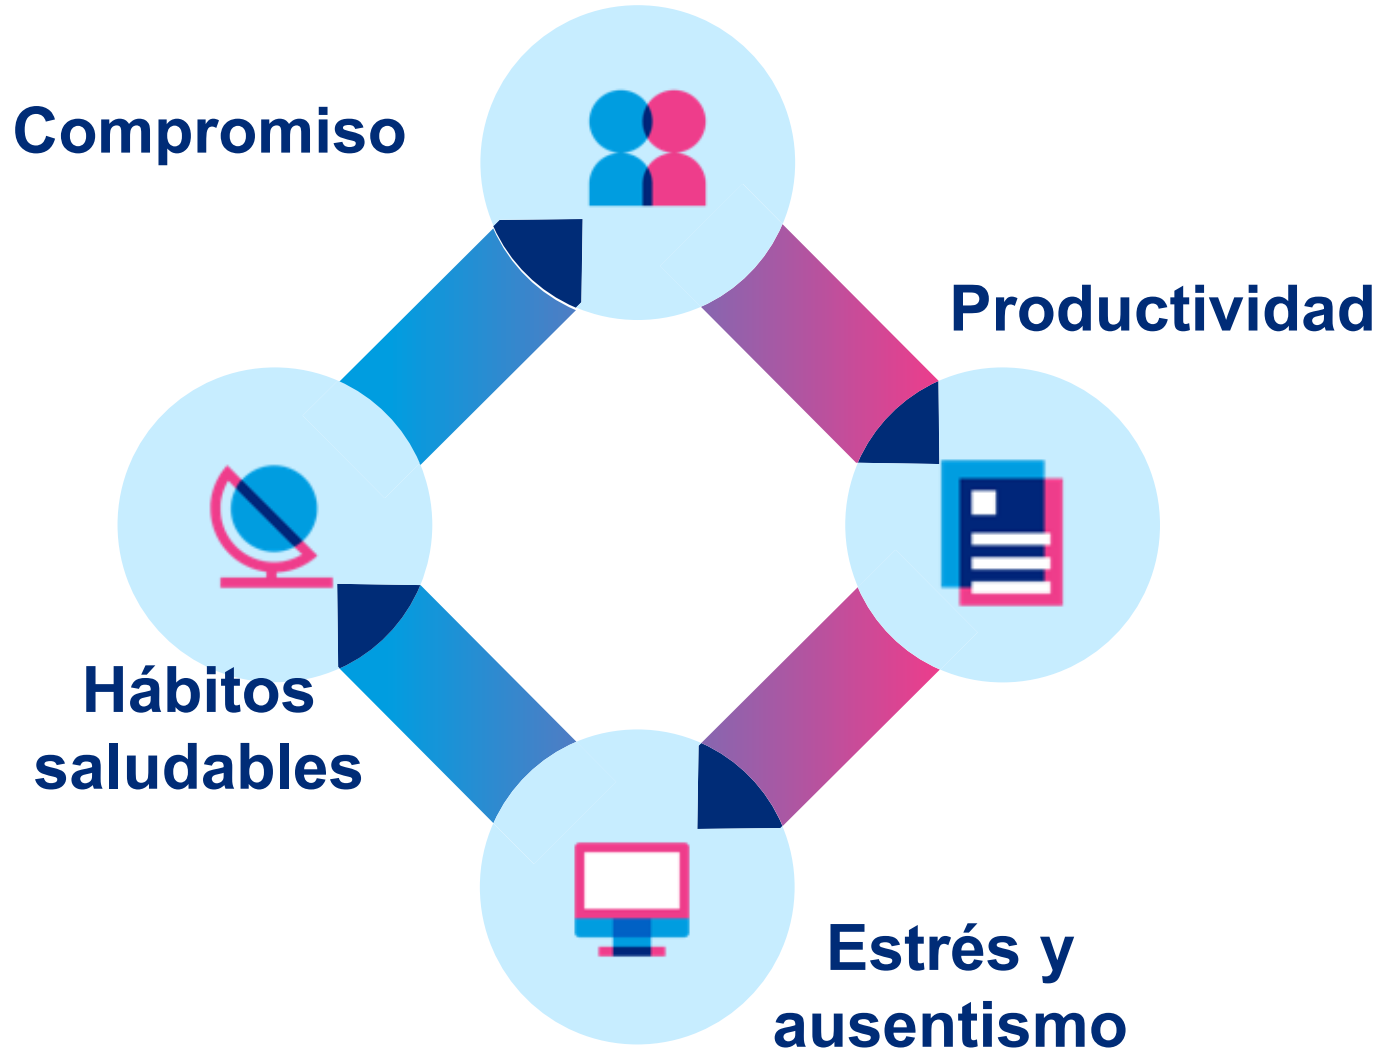 Compromiso
Productividad
Hábitos
saludables
Estrés y
ausentismo